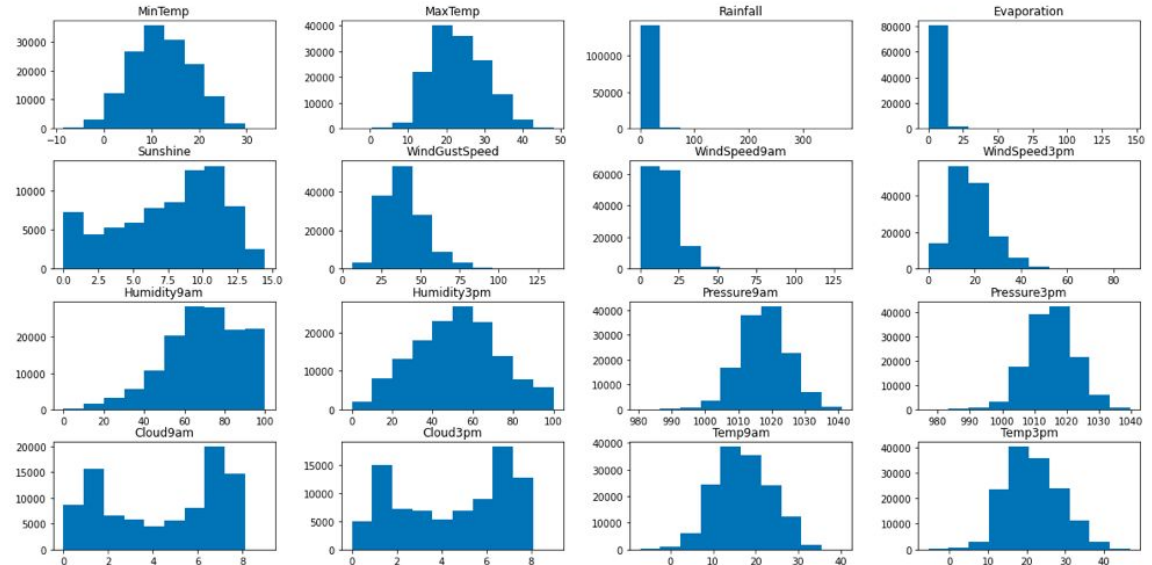 MinTemp
30000
20000
10000
0
−10 0 10 20 30
MaxTemp
40000
30000
20000
10000
0
0 10 20 30 40 50
Rainfall
100000
50000
0
0 100 200 300
Evaporation
80000
60000
40000
20000
0
0 25 50 75 100 125 150
Sunshine
10000
5000
0
0.0 2.5 5.0 7.5 10.0 12.5 15.0
WindGustSpeed
40000
20000
0
0 25 50 75 100 125
WindSpeed9am
60000
40000
20000
0
0 25 50 75 100 125
WindSpeed3pm
40000
20000
0
0 20 40 60 80
Humidity9am
20000
10000
0
0 20 40 60 80 100
Humidity3pm
20000
10000
0
0 20 40 60 80 100
Pressure9am
40000
30000
20000
10000
0
980 990 1000 1010 1020 1030 1040
Pressure3pm
40000
30000
20000
10000
0
980 990 1000 1010 1020 1030 1040
Cloud9am
20000
15000
10000
5000
0
0 2 4 6 8
Cloud3pm
15000
10000
5000
0
0 2 4 6 8
Temp9am
40000
30000
20000
10000
0
0 10 20 30 40
Temp3pm
40000
30000
20000
10000
0
0 10 20 30 40